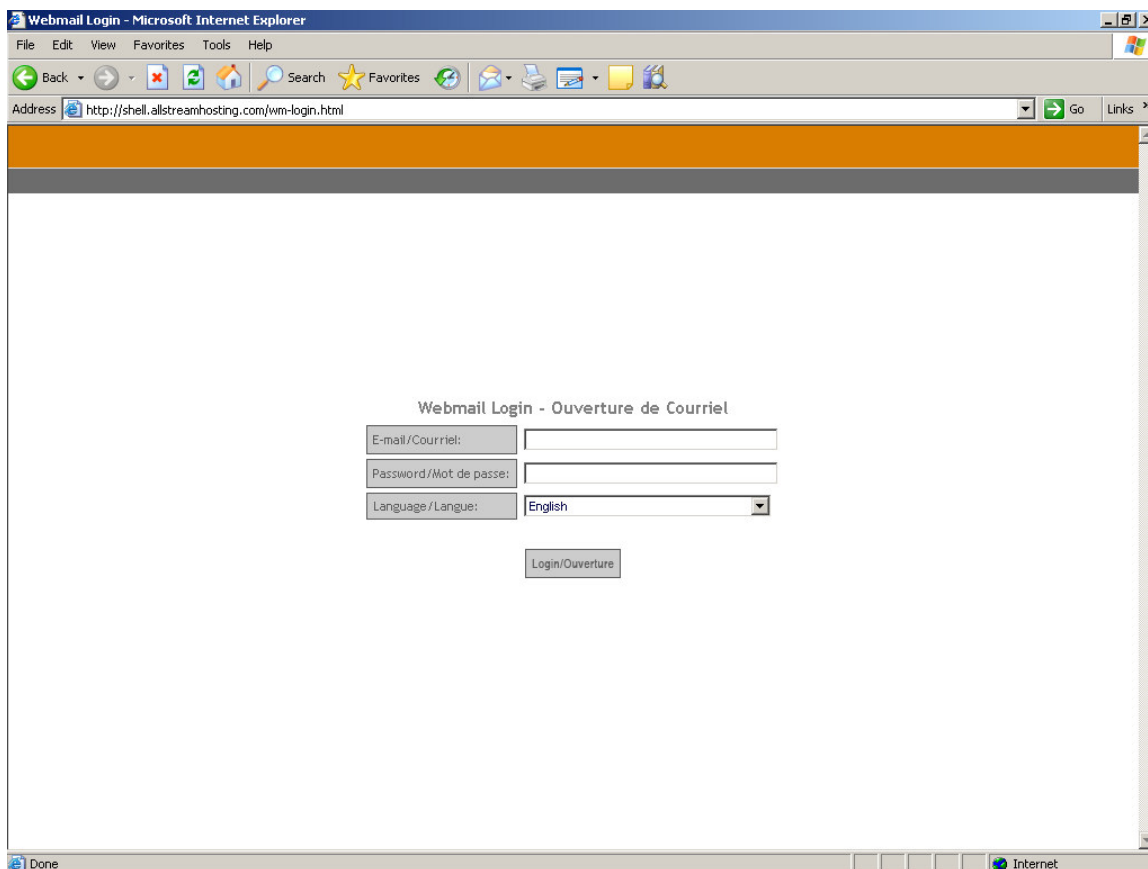 Webmail Login - Microsoft Internet Explorer
File Edit View Favorites Tools Help
Back Search Favorites
Address http://shell.allstreamhosting.com/wm-login.html Go Links
Webmail Login - Ouverture de Courriel
E-mail/Courriel:
Password/Mot de passe:
Language/Langue: English
Login/Ouverture
Done Internet